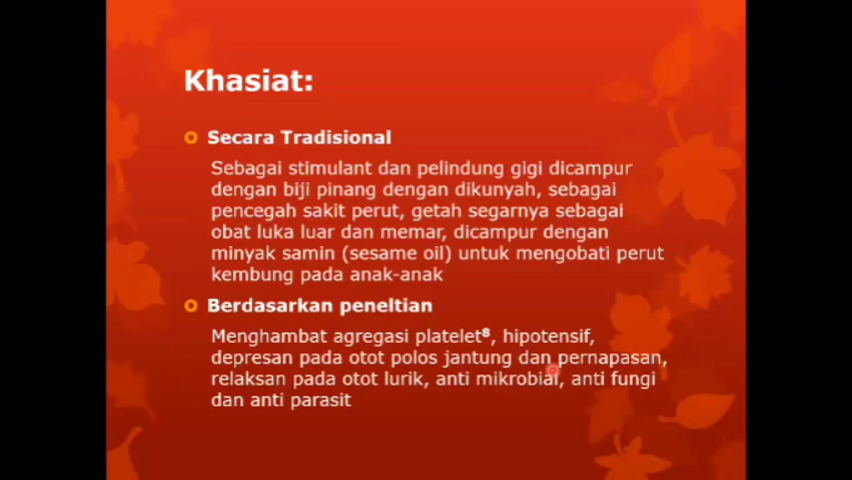 Khasiat:
Secara Tradisional
Sebagai stimulant dan pelindung gigi dicampur
dengan biji pinang dengan dikunyah, sebagai
pencegah sakit perut, getah segarnya sebagai
obat luka luar dan memar, dicampur dengan
minyak samin (sesame oil) untuk mengobati perut
kembung pada anak-anak
Berdasarkan peneltian
Menghambat agregasi platelet⁸, hipotensif,
depresan pada otot polos jantung dan pernapasan,
relaksan pada otot lurik, anti mikrobial, anti fungi
dan anti parasit